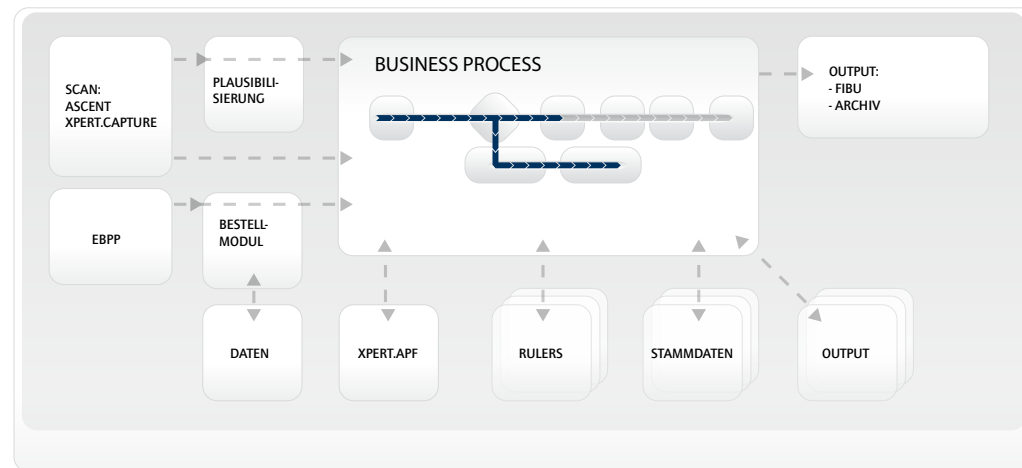 SCAN:
ASCENT
XPERT.CAPTURE
PLAUSIBILI-
SIERUNG
BUSINESS PROCESS
OUTPUT:
- FIBU
- ARCHIV
EBPP
BESTELL-
MODUL
DATEN
XPERT.APF
RULERS
STAMMDATEN
OUTPUT